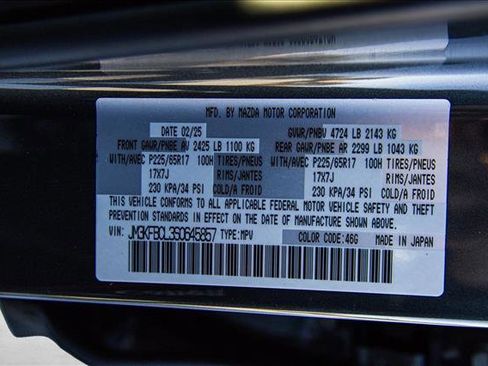 MFD. BY MAZDA MOTOR CORPORATION
DATE 02/25 GVWR/PNBV 4724 LB 2143 KG
FRONT GAWR/PNBE AV 2425 LB 1100 KG REAR GAWR/PNBE AR 2299 LB 1043 KG
WITH/AVEC P225/65R17 100H TIRES/PNEUS WITH/AVEC P225/65R17 100H TIRES/PNEUS
17X7J RIMS/JANTES 17X7J RIMS/JANTES
230 KPA/34 PSI COLD/A FROID 230 KPA/34 PSI COLD/A FROID
THIS VEHICLE CONFORMS TO ALL APPLICABLE FEDERAL MOTOR VEHICLE SAFETY AND THEFT
PREVENTION STANDARDS IN EFFECT ON THE DATE OF MANUFACTURE SHOWN ABOVE.
VIN: JM3KFBCL3S0645857 TYPE: MPV COLOR CODE: 46G MADE IN JAPAN